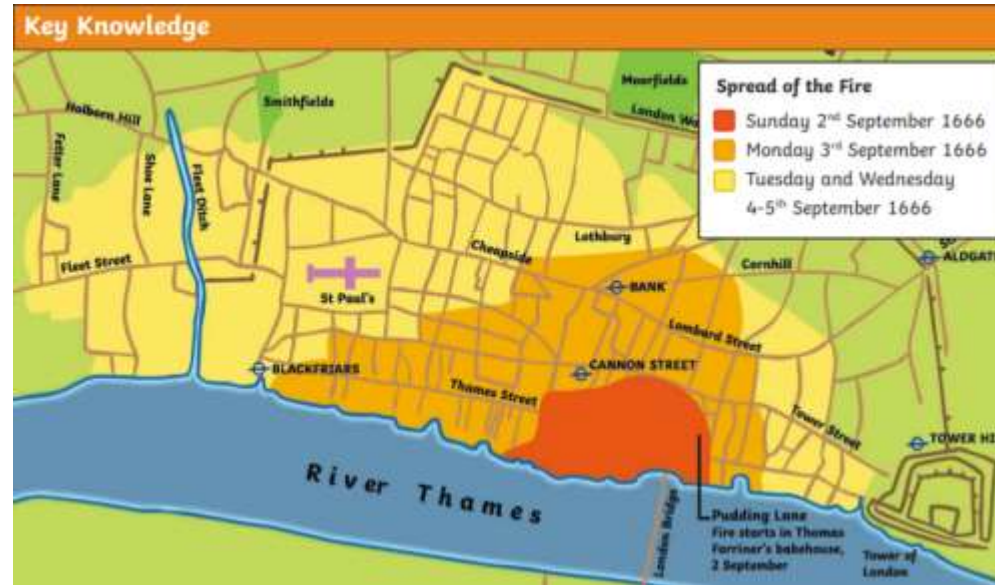 Key Knowledge
Spread of the Fire
Sunday 2nd September 1666
Monday 3rd September 1666
Tuesday and Wednesday
4-5th September 1666
Moorfields
London Wa
Smithfields
Holborn Hill
Fetter Lane
Shoe Lane
Fleet Ditch
Fleet Street
St Paul's
Cheapside
Lothbury
Cornhill
ALDGAT
BANK
Lombard Street
CANNON STREET
BLACKFRIARS
Thames Street
Tower Street
TOWER HI
River Thames
London Bridge
Pudding Lane
Fire starts in Thomas
Farriner's bakehouse,
2 September
Tower of
London